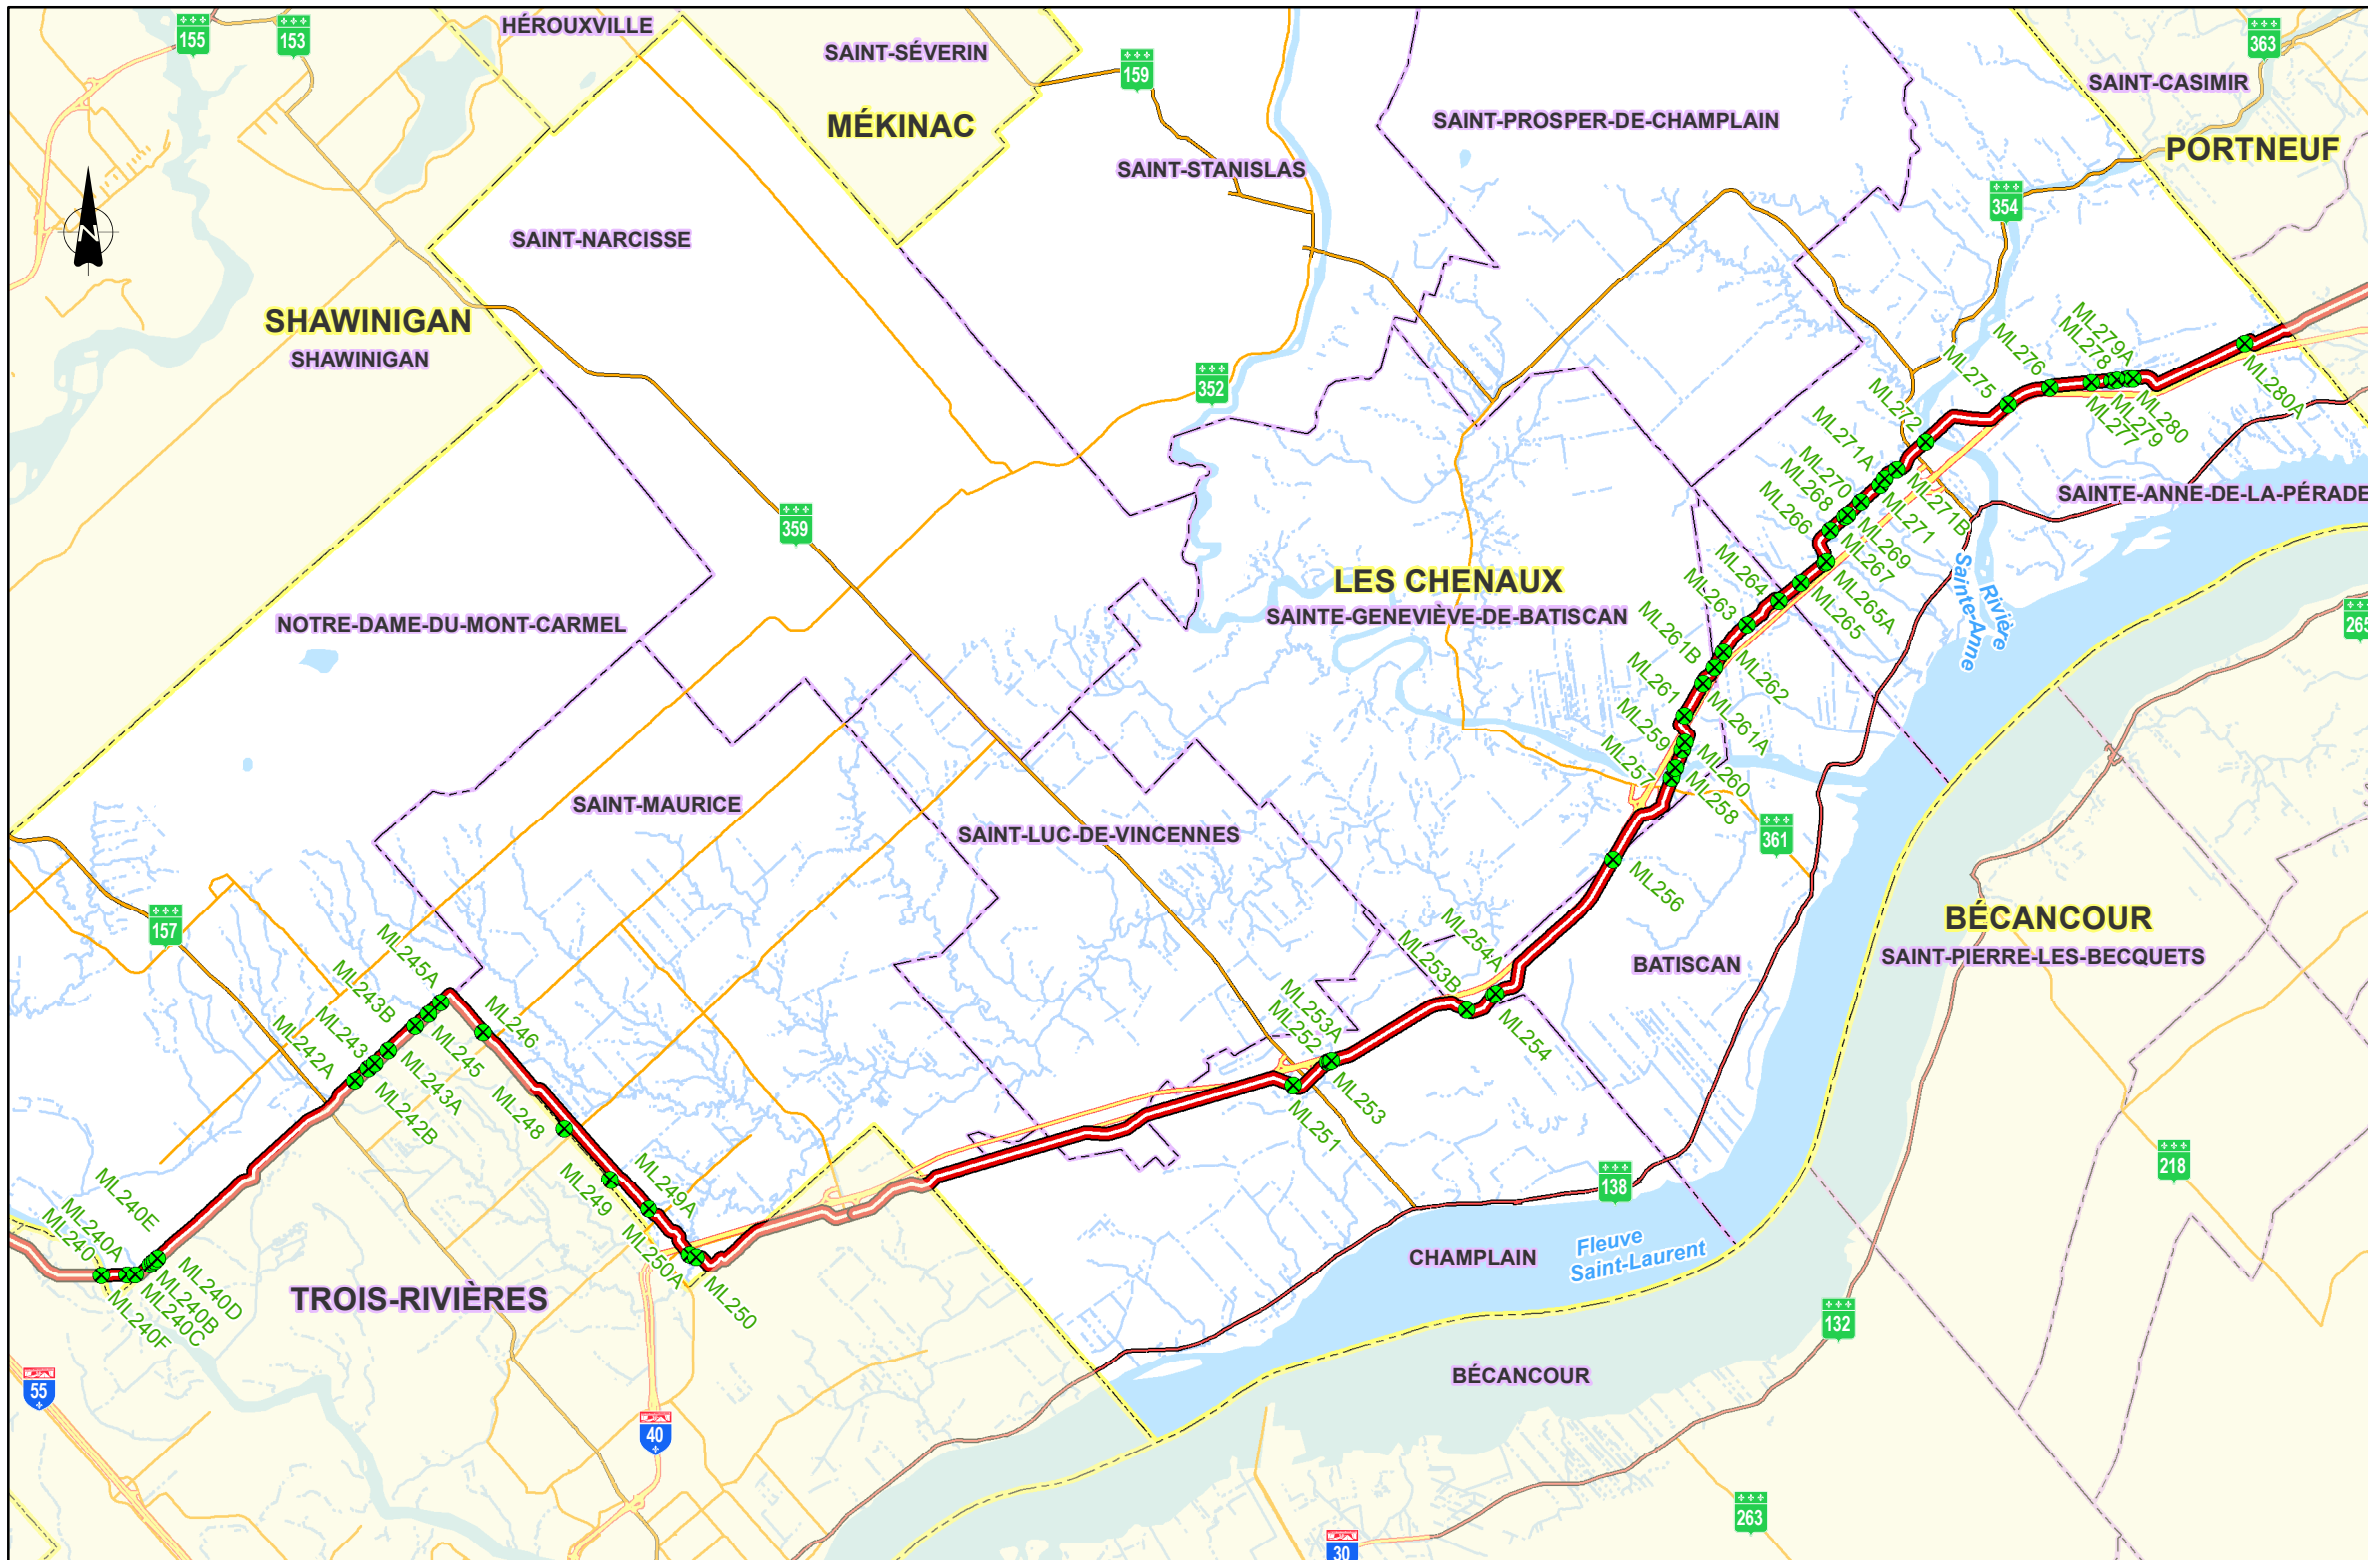 155
153
HÉROUXVILLE
SAINT-SÉVERIN
159
363
SAINT-CASIMIR
MÉKINAC
SAINT-PROSPER-DE-CHAMPLAIN
PORTNEUF
SAINT-STANISLAS
354
N
SAINT-NARCISSE
SHAWINIGAN
SHAWINIGAN
352
ML279A
ML278
ML276
ML275
ML272
ML280A
ML280
ML279
ML277
ML271A
ML270
ML268
ML266
ML271B
ML271
ML269
ML267
SAINTE-ANNE-DE-LA-PÉRADE
359
LES CHENAUX
SAINTE-GENEVIÈVE-DE-BATISCAN
Rivière
Sainte-Anne
265
NOTRE-DAME-DU-MONT-CARMEL
ML264
ML263
ML265A
ML265
ML261B
ML262
ML261
ML261A
ML259
ML260
ML257
ML258
SAINT-MAURICE
SAINT-LUC-DE-VINCENNES
361
ML256
157
BÉCANCOUR
SAINT-PIERRE-LES-BECQUETS
BATISCAN
ML254A
ML253B
ML254
ML245A
ML243B
ML243
ML242A
ML246
ML245
ML243A
ML242B
ML253A
ML252
ML253
ML251
ML248
ML249
ML249A
ML250A
ML250
218
138
ML240E
ML240A
ML240
ML240D
ML240B
ML240C
ML240F
CHAMPLAIN
Fleuve
Saint-Laurent
TROIS-RIVIÈRES
132
BÉCANCOUR
55
40
263
30